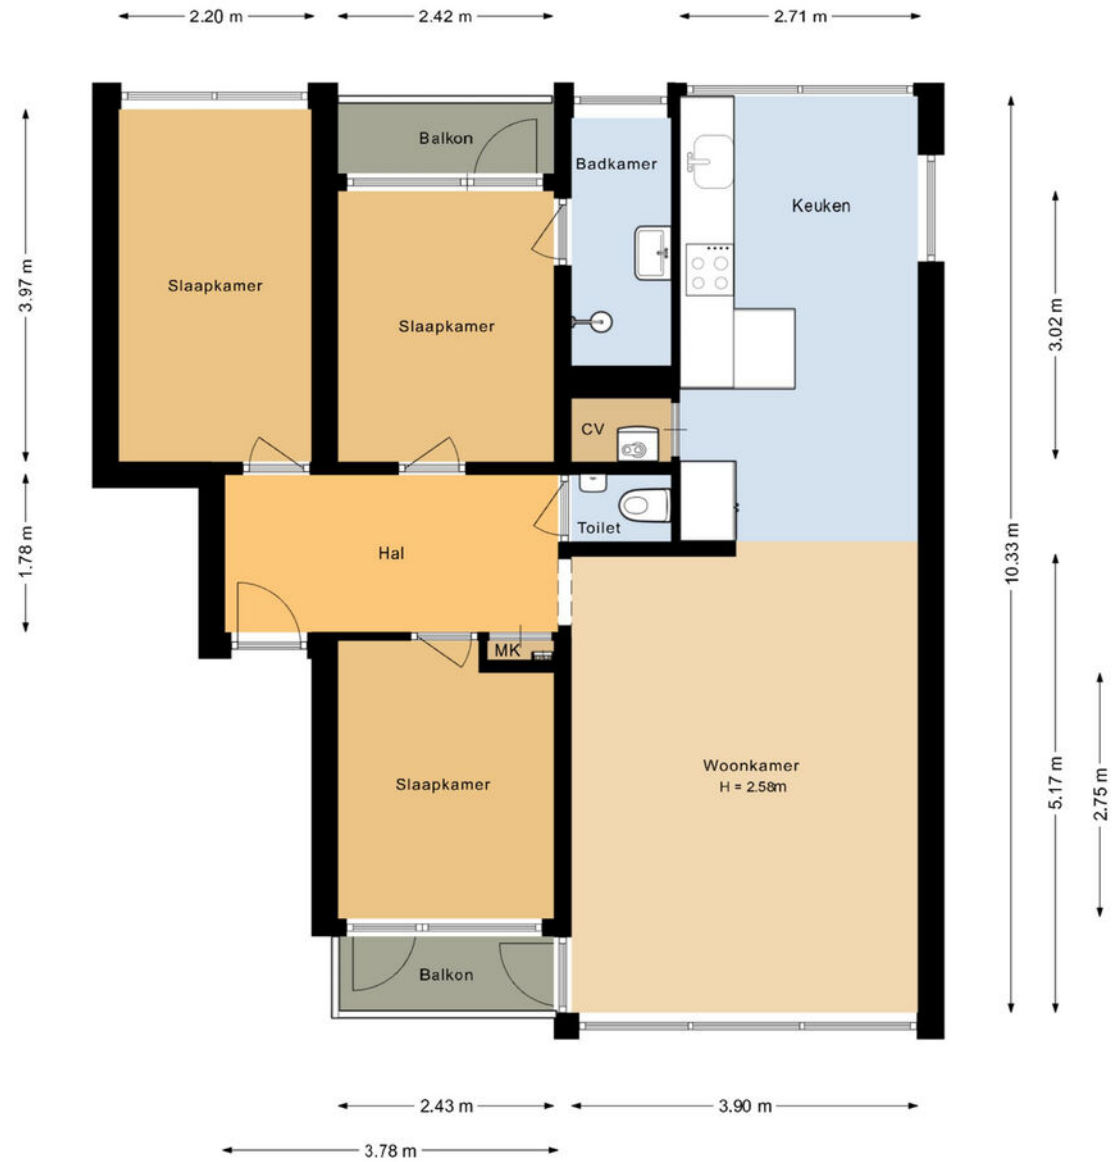 2.20 m
2.42 m
2.71 m
Balkon
Badkamer
Keuken
3.97 m
Slaapkamer
Slaapkamer
3.02 m
CV
Toilet
1.78 m
Hal
10.33 m
MK
Woonkamer
H = 2.58m
Slaapkamer
5.17 m
2.75 m
Balkon
2.43 m
3.90 m
3.78 m